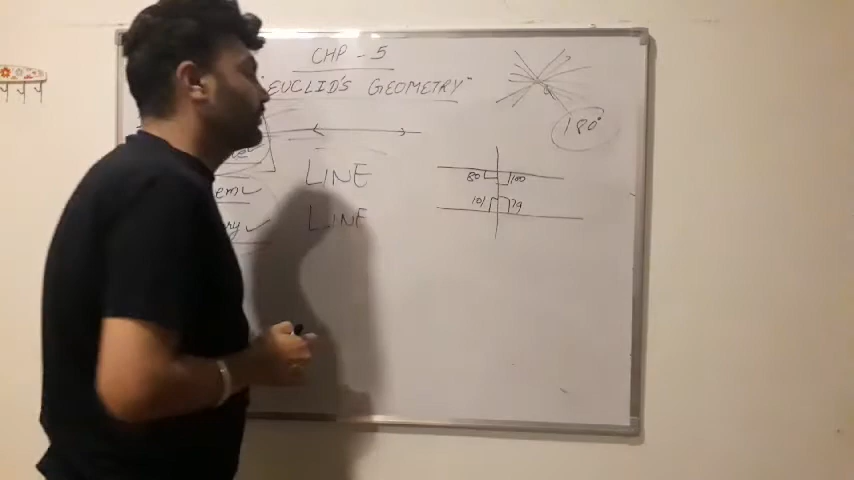 CHP - 5
EUCLID'S GEOMETRY"
180°
LINE
80 100
LINE
101 79